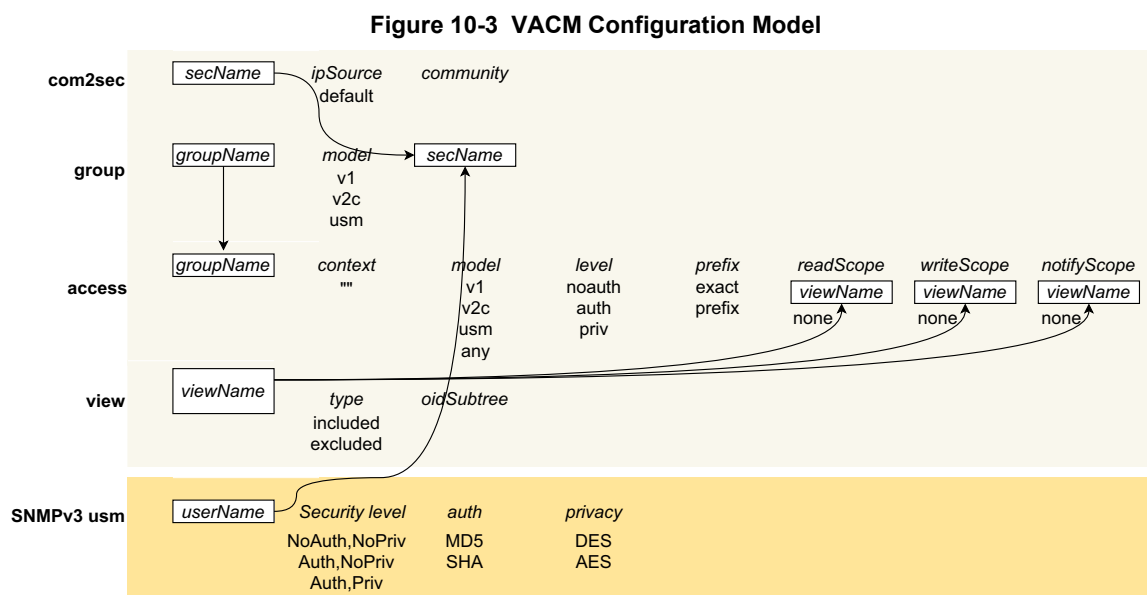 Figure 10-3 VACM Configuration Model
com2sec secName ipSource community
default
group groupName model secName
v1
v2c
usm
groupName context model level prefix readScope writeScope notifyScope
access "" v1 noauth exact viewName viewName viewName
v2c auth prefix
usm priv none none none
any
view viewName type oidSubtree
included
excluded
SNMPv3 usm userName Security level auth privacy
NoAuth,NoPriv MD5 DES
Auth,NoPriv SHA AES
Auth,Priv